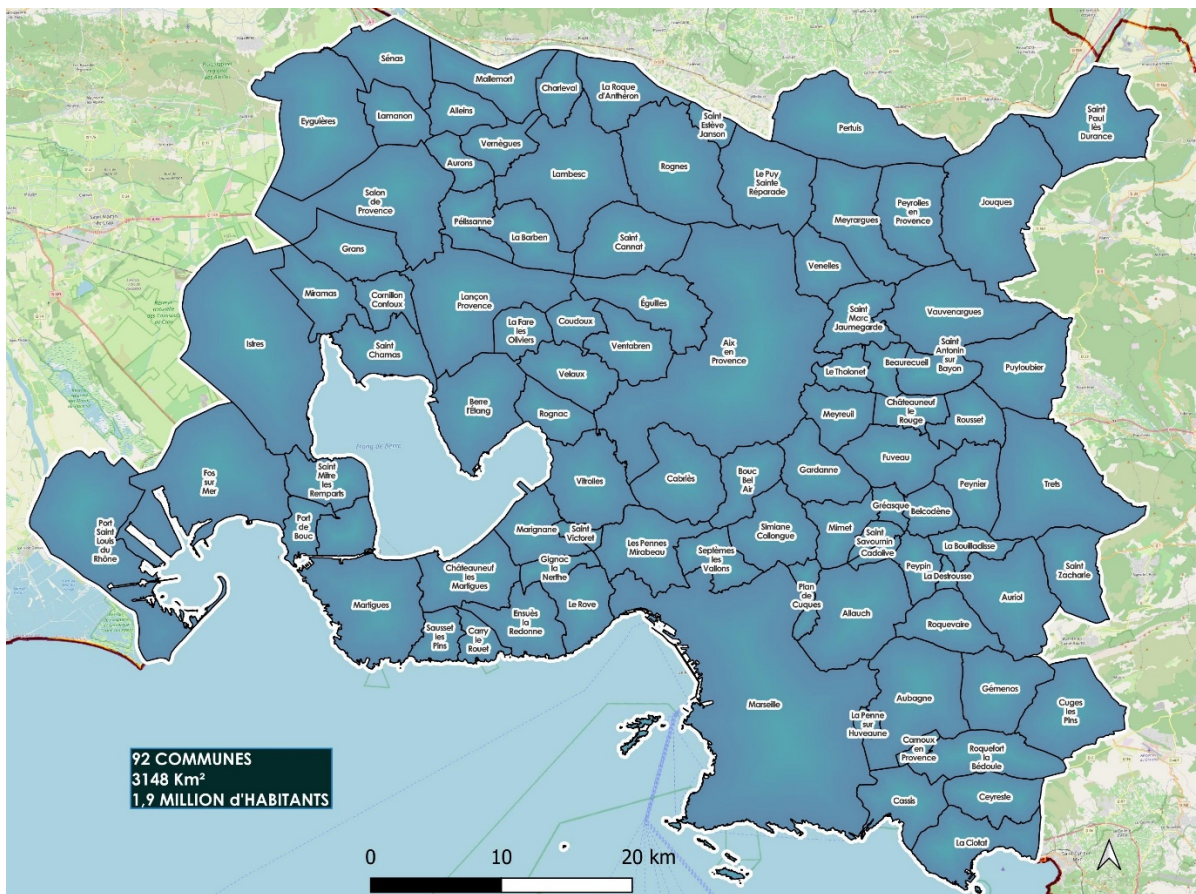 Sénas
Mallemort
Charleval
La Roque
d'Anthéron
Saint
Paul
lès
Durance
Eyguières
Lamanon
Alleins
Saint
Estève
Janson
Pertuis
Vernègues
Aurons
Lambesc
Rognes
Le Puy
Sainte
Réparade
Salon
de
Provence
Meyrargues
Peyrolles
en
Provence
Jouques
Pélissanne
La Barben
Saint
Cannat
Grans
Venelles
Miramas
Cornillon
Confoux
Lançon
Provence
Éguilles
Saint
Marc
Jaumegarde
Vauvenargues
Istres
Saint
Chamas
La Fare
les
Oliviers
Coudoux
Ventabren
Aix
en
Provence
Saint
Antonin
sur
Bayon
Le Tholonet
Beaurecueil
Puyloubier
Velaux
Berre
l'Étang
Rognac
Meyreuil
Châteauneuf
le
Rouge
Rousset
Étang de Berre
Fos
sur
Mer
Saint
Mitre
les
Remparts
Vitrolles
Cabriès
Bouc
Bel
Air
Gardanne
Fuveau
Peynier
Trets
Port
Saint
Louis
du
Rhône
Port
de
Bouc
Marignane
Saint
Victoret
Les Pennes
Mirabeau
Septèmes
les
Vallons
Simiane
Collongue
Mimet
Gréasque
Belcodène
Saint
Savournin
Cadolive
La Bouilladisse
Peypin
La Destrousse
Saint
Zacharie
Châteauneuf
les
Martigues
Gignac
la
Nerthe
Martigues
Sausset
les
Pins
Carry
le
Rouet
Ensuès
la
Redonne
Le Rove
Plan
de
Cuques
Allauch
Roquevaire
Auriol
Marseille
La Penne
sur
Huveaune
Aubagne
Gémenos
Cuges
les
Pins
Carnoux
en
Provence
Roquefort
la
Bédoule
Cassis
Ceyreste
La Ciotat
92 COMMUNES
3148 Km²
1,9 MILLION d'HABITANTS
0 10 20 km